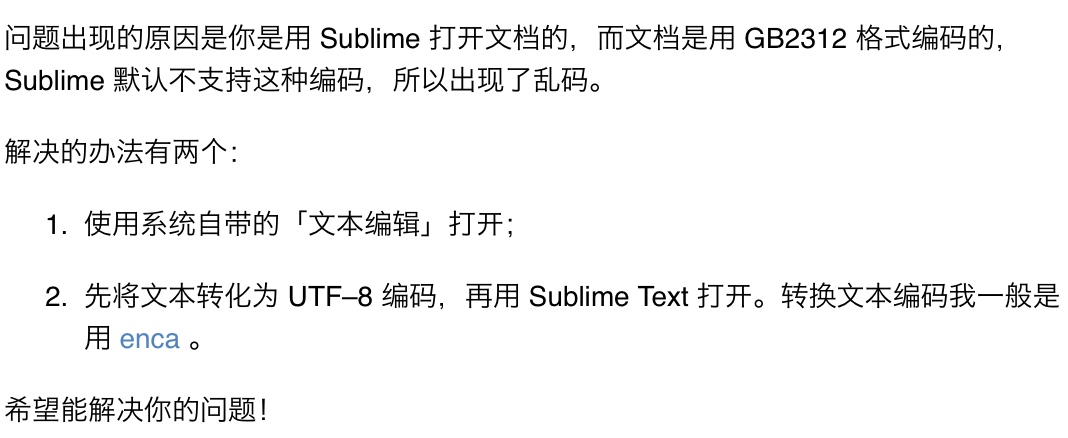 问题出现的原因是你是用 Sublime 打开文档的，而文档是用 GB2312 格式编码的，
Sublime 默认不支持这种编码，所以出现了乱码。
解决的办法有两个：
1. 使用系统自带的「文本编辑」打开；
2. 先将文本转化为 UTF–8 编码，再用 Sublime Text 打开。转换文本编码我一般是
用 enca 。
希望能解决你的问题！